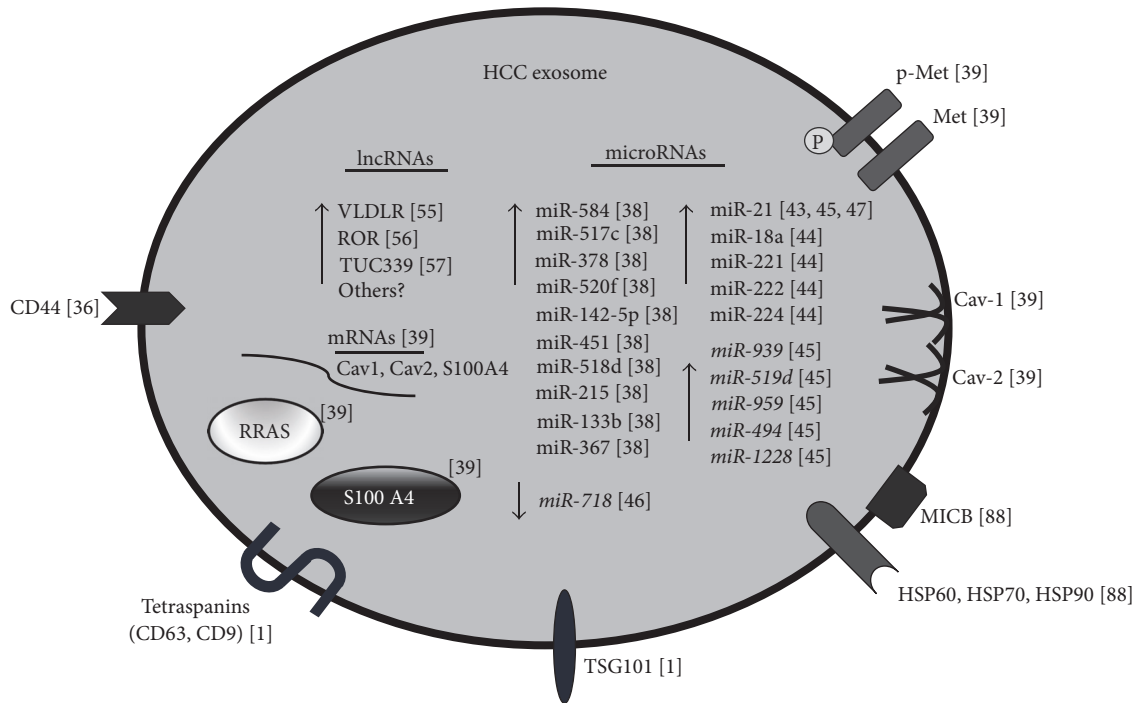 HCC exosome
p-Met [39]
Met [39]
P
lncRNAs
VLDLR [55]
ROR [56]
TUC339 [57]
Others?
microRNAs
miR-584 [38]
miR-517c [38]
miR-378 [38]
miR-520f [38]
miR-142-5p [38]
miR-451 [38]
miR-518d [38]
miR-215 [38]
miR-133b [38]
miR-367 [38]
miR-718 [46]
miR-21 [43, 45, 47]
miR-18a [44]
miR-221 [44]
miR-222 [44]
miR-224 [44]
miR-939 [45]
miR-519d [45]
miR-959 [45]
miR-494 [45]
miR-1228 [45]
CD44 [36]
mRNAs [39]
Cav1, Cav2, S100A4
RRAS
[39]
S100 A4
[39]
Cav-1 [39]
Cav-2 [39]
MICB [88]
HSP60, HSP70, HSP90 [88]
Tetraspanins
(CD63, CD9) [1]
TSG101 [1]